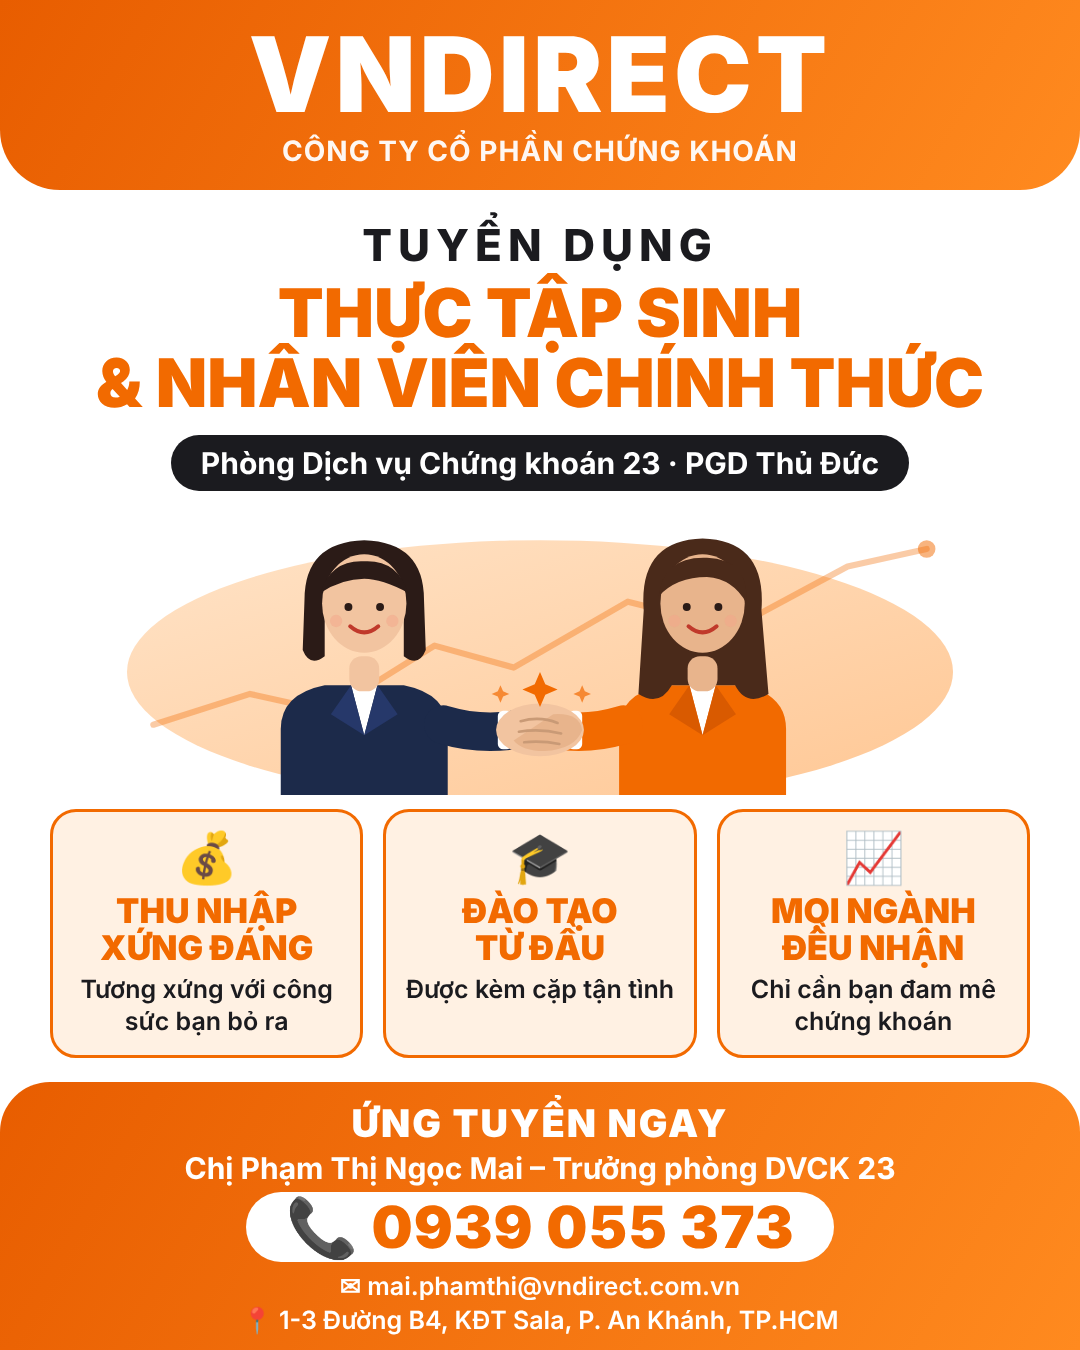 VNDIRECT
CÔNG TY CỔ PHẦN CHỨNG KHOÁN
TUYỂN DỤNG
THỰC TẬP SINH
& NHÂN VIÊN CHÍNH THỨC
Phòng Dịch vụ Chứng khoán 23 · PGD Thủ Đức
THU NHẬP
XỨNG ĐÁNG
Tương xứng với công
sức bạn bỏ ra
ĐÀO TẠO
TỪ ĐẦU
Được kèm cặp tận tình
MỌI NGÀNH
ĐỀU NHẬN
Chỉ cần bạn đam mê
chứng khoán
ỨNG TUYỂN NGAY
Chị Phạm Thị Ngọc Mai – Trưởng phòng DVCK 23
📞 0939 055 373
✉ mai.phamthi@vndirect.com.vn
📍 1-3 Đường B4, KĐT Sala, P. An Khánh, TP.HCM